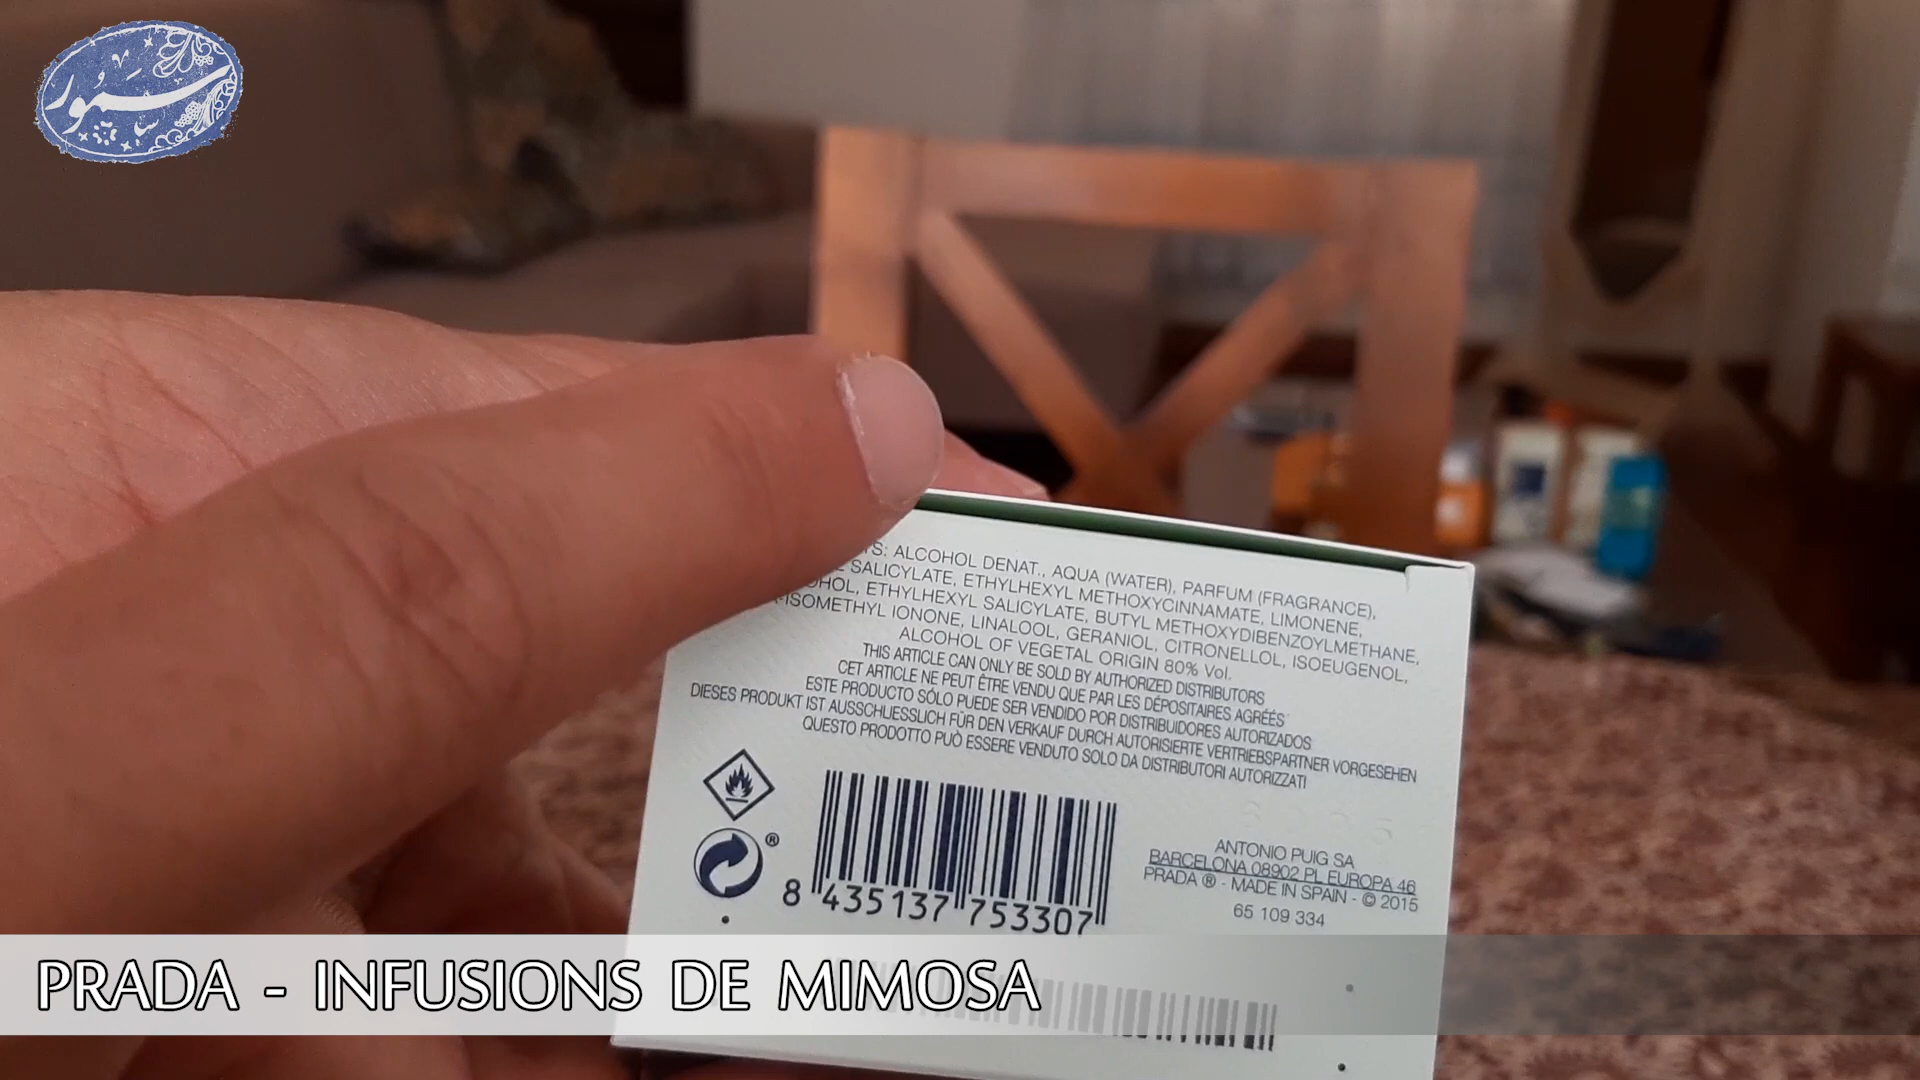 سمور
سبا
TS: ALCOHOL DENAT., AQUA (WATER), PARFUM (FRAGRANCE),
SALICYLATE, ETHYLHEXYL METHOXYCINNAMATE, LIMONENE,
OHOL, ETHYLHEXYL SALICYLATE, BUTYL METHOXYDIBENZOYLMETHANE,
-ISOMETHYL IONONE, LINALOOL, GERANIOL, CITRONELLOL, ISOEUGENOL,
ALCOHOL OF VEGETAL ORIGIN 80% Vol.
THIS ARTICLE CAN ONLY BE SOLD BY AUTHORIZED DISTRIBUTORS
CET ARTICLE NE PEUT ÊTRE VENDU QUE PAR LES DÉPOSITAIRES AGRÉÉS
ESTE PRODUCTO SÓLO PUEDE SER VENDIDO POR DISTRIBUIDORES AUTORIZADOS
DIESES PRODUKT IST AUSSCHLIESSLICH FÜR DEN VERKAUF DURCH AUTORISIERTE VERTRIEBSPARTNER VORGESEHEN
QUESTO PRODOTTO PUÒ ESSERE VENDUTO SOLO DA DISTRIBUTORI AUTORIZZATI
®
8 435137 753307
ANTONIO PUIG SA
BARCELONA 08902 PL EUROPA 46
PRADA ® - MADE IN SPAIN - © 2015
65 109 334
PRADA - INFUSIONS DE MIMOSA